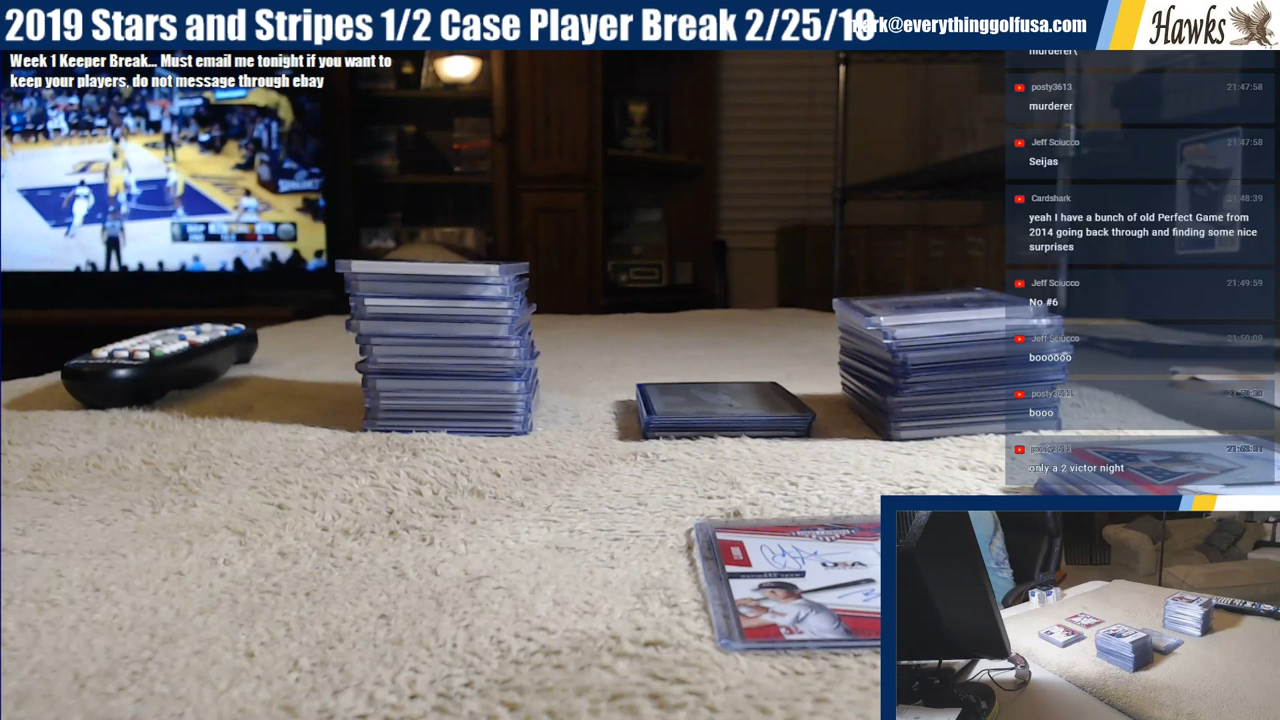 2019 Stars and Stripes 1/2 Case Player Break 2/25/19
mark@everythinggolfusa.com
Hawks
Week 1 Keeper Break... Must email me tonight if you want to
keep your players, do not message through ebay
posty3613 21:47:58
murderer
Jeff Sciucco 21:47:58
Seijas
Cardshark 21:48:39
yeah I have a bunch of old Perfect Game from
2014 going back through and finding some nice
surprises
Jeff Sciucco 21:49:59
No #6
Jeff Sciucco 21:50:09
boooooo
posty3613
booo
posty3613
only a 2 victor night
USA